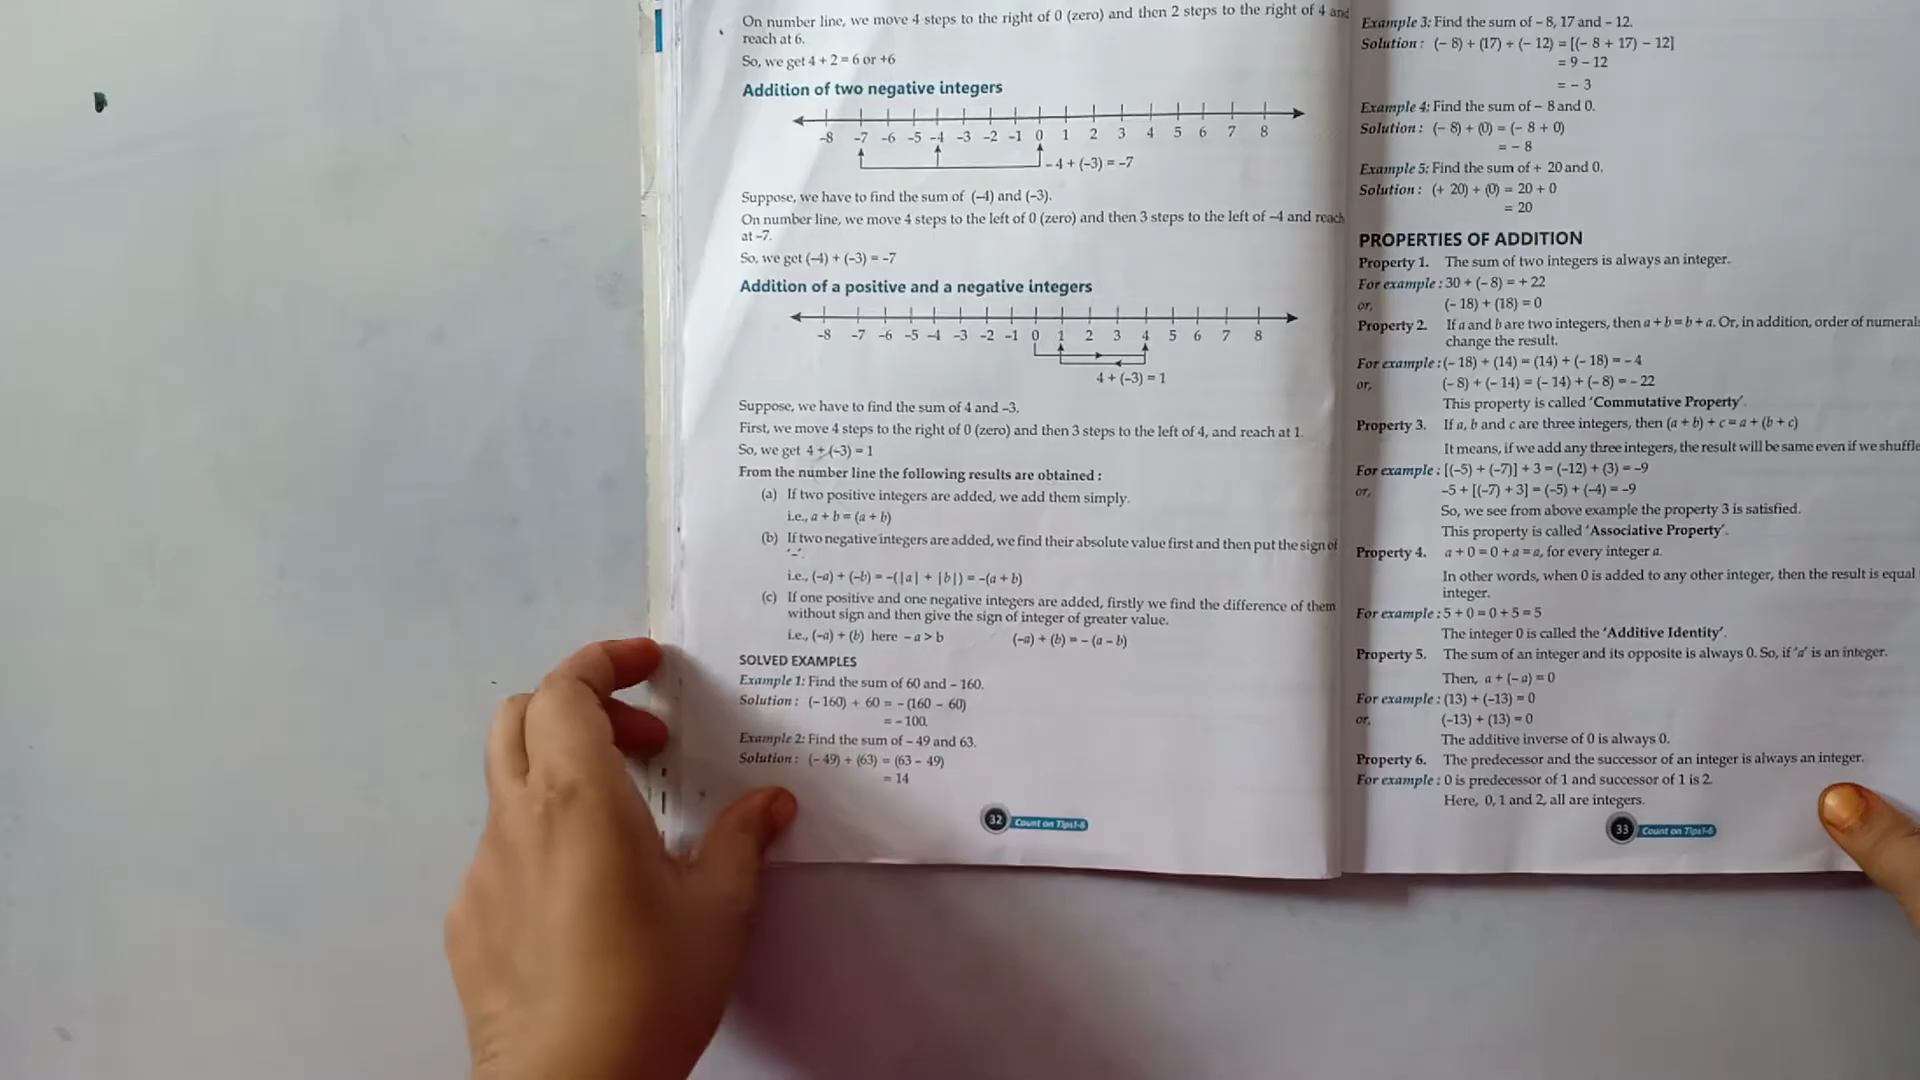 On number line, we move 4 steps to the right of 0 (zero) and then 2 steps to the right of 4 and
reach at 6.
So, we get 4 + 2 = 6 or +6
Addition of two negative integers
-8 -7 -6 -5 -4 -3 -2 -1 0 1 2 3 4 5 6 7 8
– 4 + (–3) = –7
Suppose, we have to find the sum of (–4) and (–3).
On number line, we move 4 steps to the left of 0 (zero) and then 3 steps to the left of –4 and reach
at –7.
So, we get (–4) + (–3) = –7
Addition of a positive and a negative integers
-8 -7 -6 -5 -4 -3 -2 -1 0 1 2 3 4 5 6 7 8
4 + (–3) = 1
Suppose, we have to find the sum of 4 and –3.
First, we move 4 steps to the right of 0 (zero) and then 3 steps to the left of 4, and reach at 1.
So, we get 4 + (–3) = 1
From the number line the following results are obtained :
(a) If two positive integers are added, we add them simply.
i.e., a + b = (a + b)
(b) If two negative integers are added, we find their absolute value first and then put the sign of
‘–’.
i.e., (–a) + (–b) = –(|a| + |b|) = –(a + b)
(c) If one positive and one negative integers are added, firstly we find the difference of them
without sign and then give the sign of integer of greater value.
i.e., (–a) + (b) here – a > b (–a) + (b) = – (a – b)
SOLVED EXAMPLES
Example 1: Find the sum of 60 and – 160.
Solution : (– 160) + 60 = – (160 – 60)
= – 100.
Example 2: Find the sum of – 49 and 63.
Solution : (– 49) + (63) = (63 – 49)
= 14
32 Count on Tips!-6
Example 3: Find the sum of – 8, 17 and – 12.
Solution : (– 8) + (17) + (– 12) = [(– 8 + 17) – 12]
= 9 – 12
= – 3
Example 4: Find the sum of – 8 and 0.
Solution : (– 8) + (0) = (– 8 + 0)
= – 8
Example 5: Find the sum of + 20 and 0.
Solution : (+ 20) + (0) = 20 + 0
= 20
PROPERTIES OF ADDITION
Property 1. The sum of two integers is always an integer.
For example : 30 + (– 8) = + 22
or, (– 18) + (18) = 0
Property 2. If a and b are two integers, then a + b = b + a. Or, in addition, order of numerals
change the result.
For example : (– 18) + (14) = (14) + (– 18) = – 4
or, (– 8) + (– 14) = (– 14) + (– 8) = – 22
This property is called ‘Commutative Property’.
Property 3. If a, b and c are three integers, then (a + b) + c = a + (b + c)
It means, if we add any three integers, the result will be same even if we shuffle
For example : [(–5) + (–7)] + 3 = (–12) + (3) = –9
or, –5 + [(–7) + 3] = (–5) + (–4) = –9
So, we see from above example the property 3 is satisfied.
This property is called ‘Associative Property’.
Property 4. a + 0 = 0 + a = a, for every integer a.
In other words, when 0 is added to any other integer, then the result is equal
integer.
For example : 5 + 0 = 0 + 5 = 5
The integer 0 is called the ‘Additive Identity’.
Property 5. The sum of an integer and its opposite is always 0. So, if ‘a’ is an integer.
Then, a + (– a) = 0
For example : (13) + (–13) = 0
or, (–13) + (13) = 0
The additive inverse of 0 is always 0.
Property 6. The predecessor and the successor of an integer is always an integer.
For example : 0 is predecessor of 1 and successor of 1 is 2.
Here, 0, 1 and 2, all are integers.
33 Count on Tips!-6